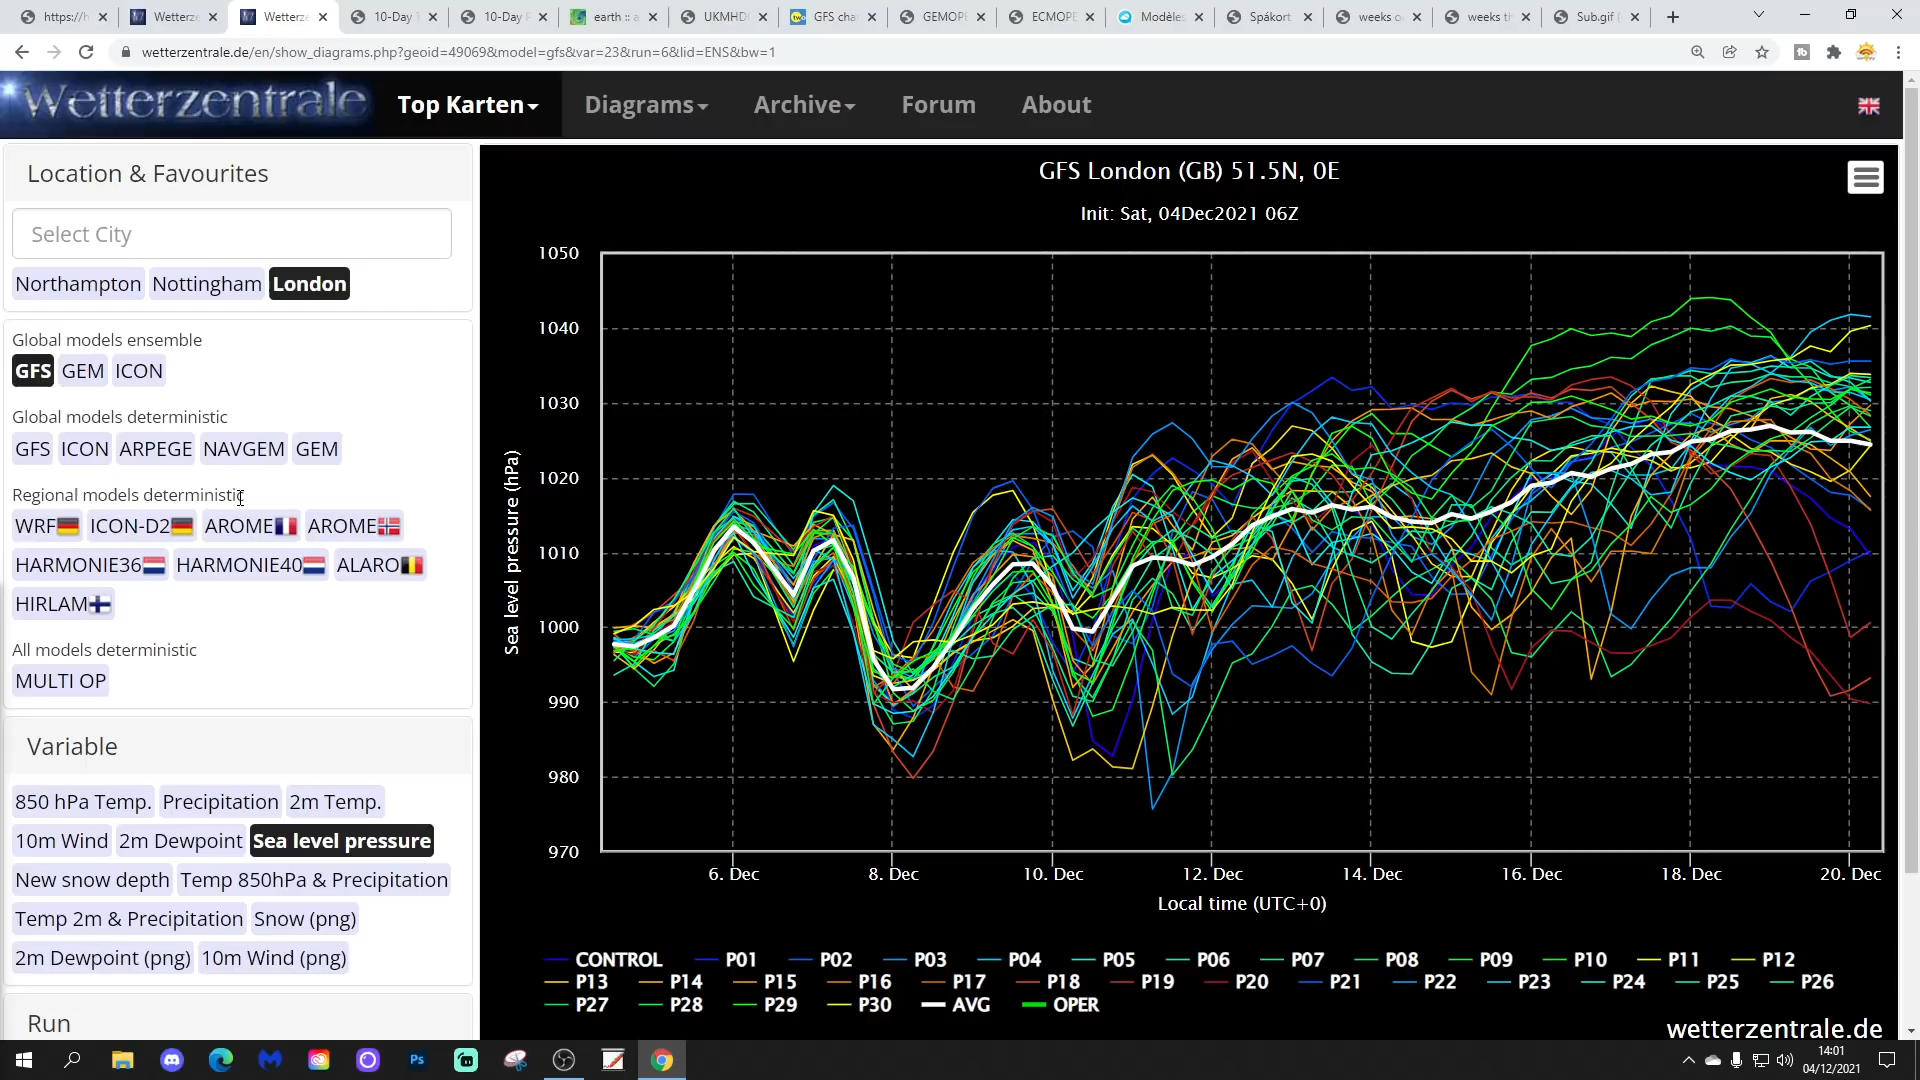 https://h
Wetterze
Wetterze
10-Day T
10-Day P
earth :: a
UKMHD
GFS cha
GEMOPE
ECMOPE
Modèles
Spákort
weeks o
weeks th
Sub.gif (
wetterzentrale.de/en/show_diagrams.php?geoid=49069&model=gfs&var=23&run=6&lid=ENS&bw=1
Wetterzentrale Top Karten Diagrams Archive Forum About
Location & Favourites
Select City
Northampton Nottingham London
Global models ensemble
GFS GEM ICON
Global models deterministic
GFS ICON ARPEGE NAVGEM GEM
Regional models deterministic
WRF ICON-D2 AROME AROME
HARMONIE36 HARMONIE40 ALARO
HIRLAM
All models deterministic
MULTI OP
Variable
850 hPa Temp. Precipitation 2m Temp.
10m Wind 2m Dewpoint Sea level pressure
New snow depth Temp 850hPa & Precipitation
Temp 2m & Precipitation Snow (png)
2m Dewpoint (png) 10m Wind (png)
Run
GFS London (GB) 51.5N, 0E
Init: Sat, 04Dec2021 06Z
Sea level pressure (hPa)
1050
1040
1030
1020
1010
1000
990
980
970
6. Dec 8. Dec 10. Dec 12. Dec 14. Dec 16. Dec 18. Dec 20. Dec
Local time (UTC+0)
CONTROL P01 P02 P03 P04 P05 P06 P07 P08 P09 P10 P11 P12
P13 P14 P15 P16 P17 P18 P19 P20 P21 P22 P23 P24 P25 P26
P27 P28 P29 P30 AVG OPER
wetterzentrale.de
Ps
14:01
04/12/2021